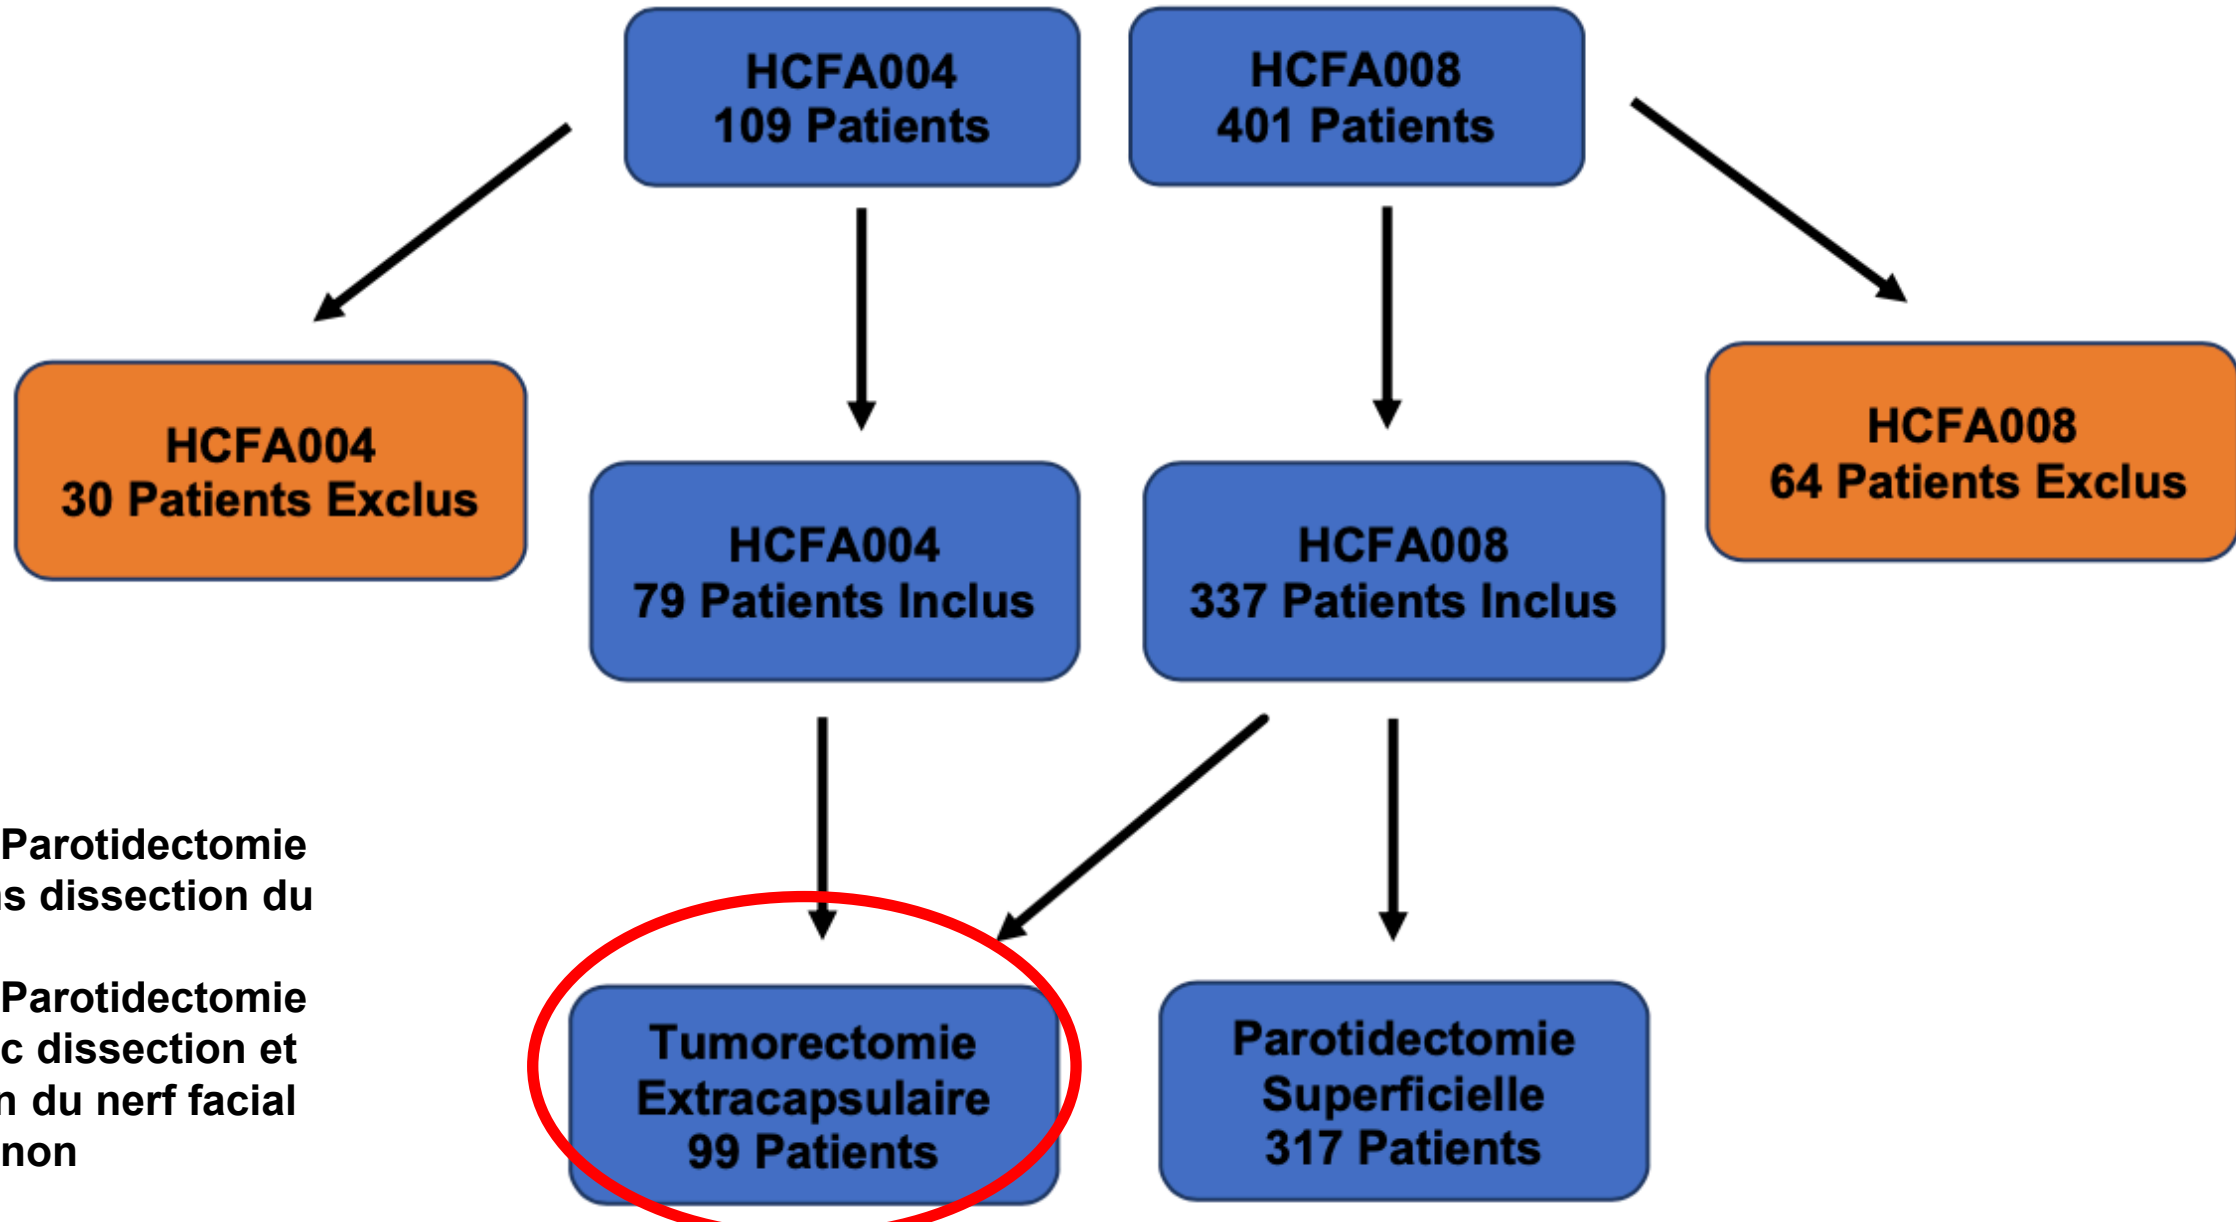 HCFA004
109 Patients
HCFA008
401 Patients
HCFA004
30 Patients Exclus
HCFA004
79 Patients Inclus
HCFA008
337 Patients Inclus
HCFA008
64 Patients Exclus
Parotidectomie
dissection du
Parotidectomie
dissection et
du nerf facial
non
Tumorectomie
Extracapsulaire
99 Patients
Parotidectomie
Superficielle
317 Patients